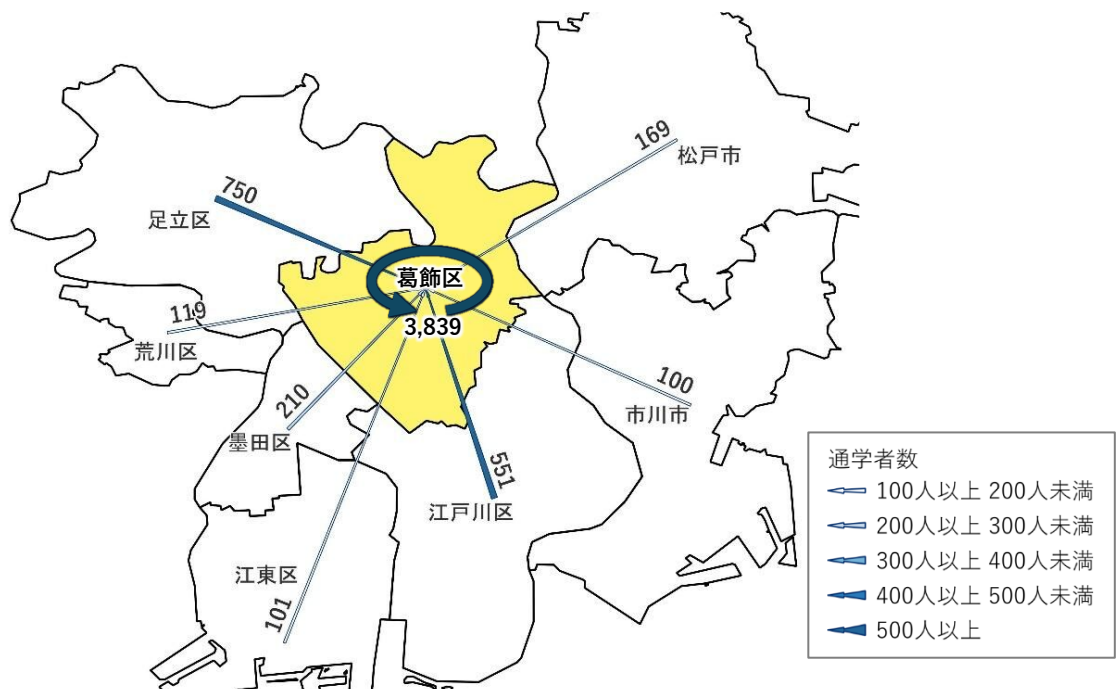 169
松戸市
750
足立区
葛飾区
3,839
119
荒川区
100
市川市
210
墨田区
551
江戸川区
江東区
101
通学者数
100人以上 200人未満
200人以上 300人未満
300人以上 400人未満
400人以上 500人未満
500人以上